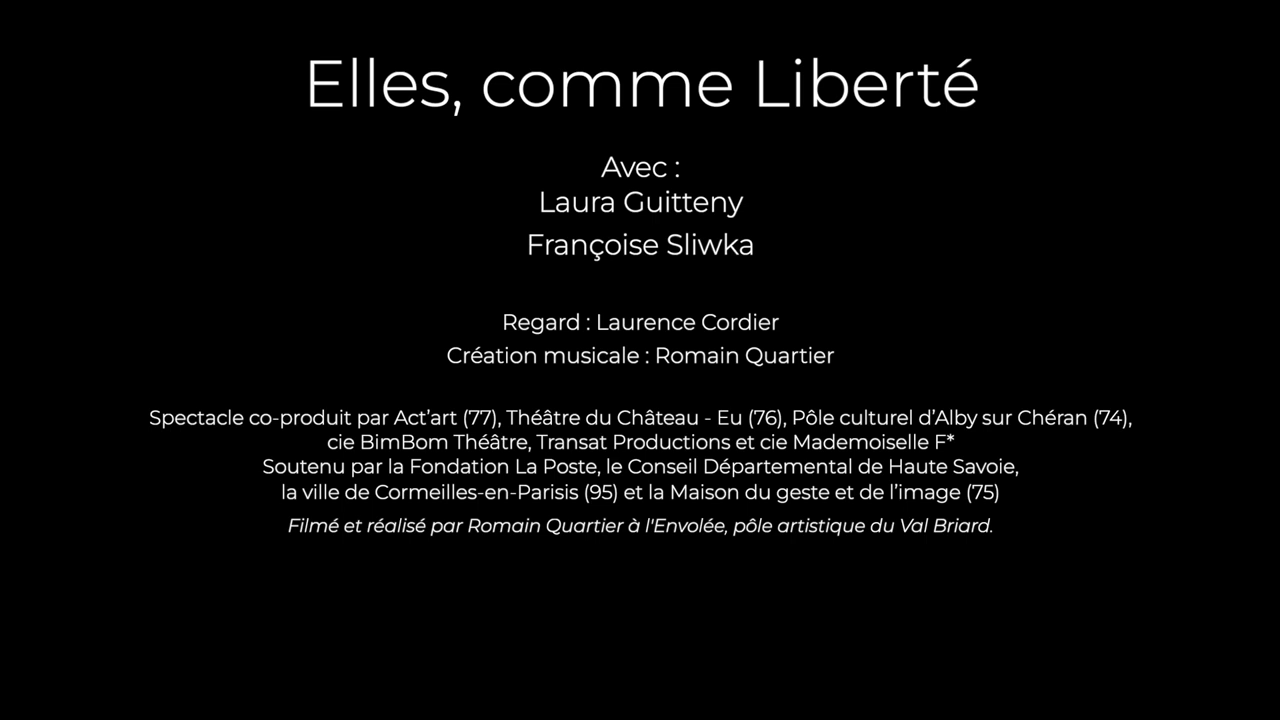 Elles, comme Liberté
Avec :
Laura Guitteny
Françoise Sliwka
Regard : Laurence Cordier
Création musicale : Romain Quartier
Spectacle co-produit par Act’art (77), Théâtre du Château - Eu (76), Pôle culturel d’Alby sur Chéran (74),
cie BimBom Théâtre, Transat Productions et cie Mademoiselle F*
Soutenu par la Fondation La Poste, le Conseil Départemental de Haute Savoie,
la ville de Cormeilles-en-Parisis (95) et la Maison du geste et de l’image (75)
Filmé et réalisé par Romain Quartier à l'Envolée, pôle artistique du Val Briard.